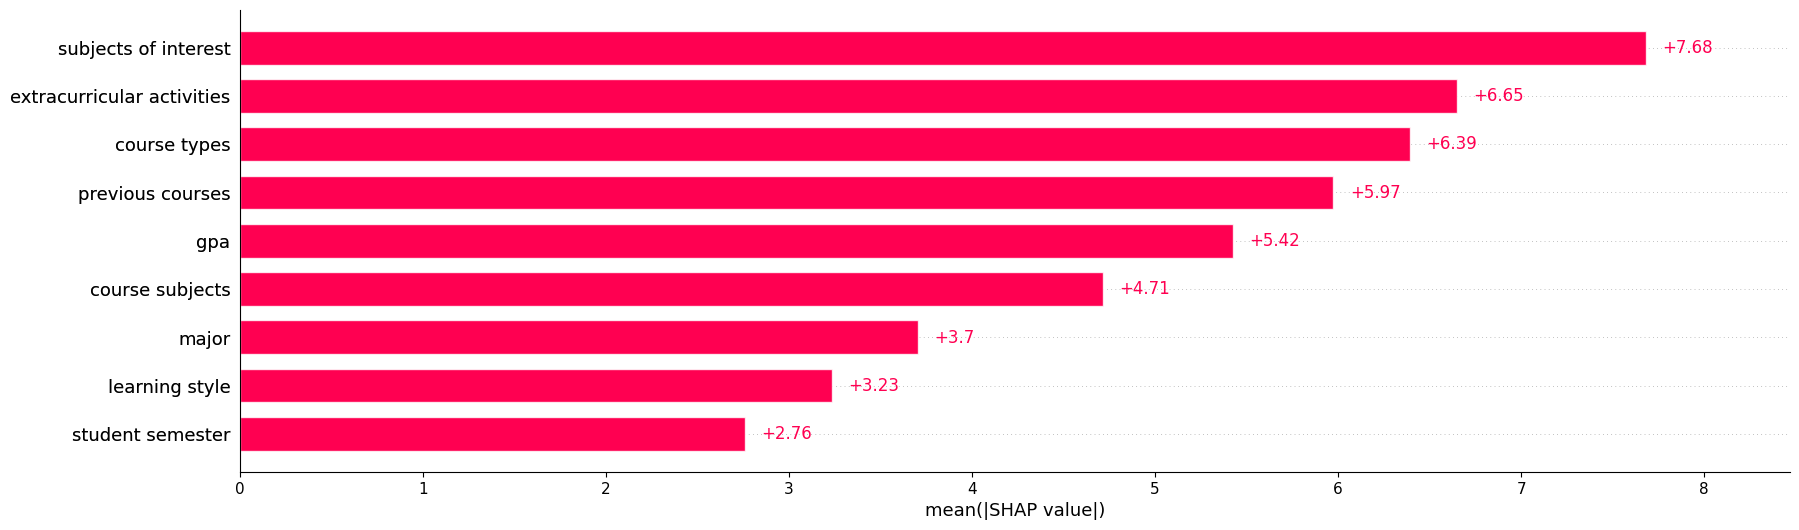 subjects of interest +7.68
extracurricular activities +6.65
course types +6.39
previous courses +5.97
gpa +5.42
course subjects +4.71
major +3.7
learning style +3.23
student semester +2.76
0 1 2 3 4 5 6 7 8
mean(|SHAP value|)